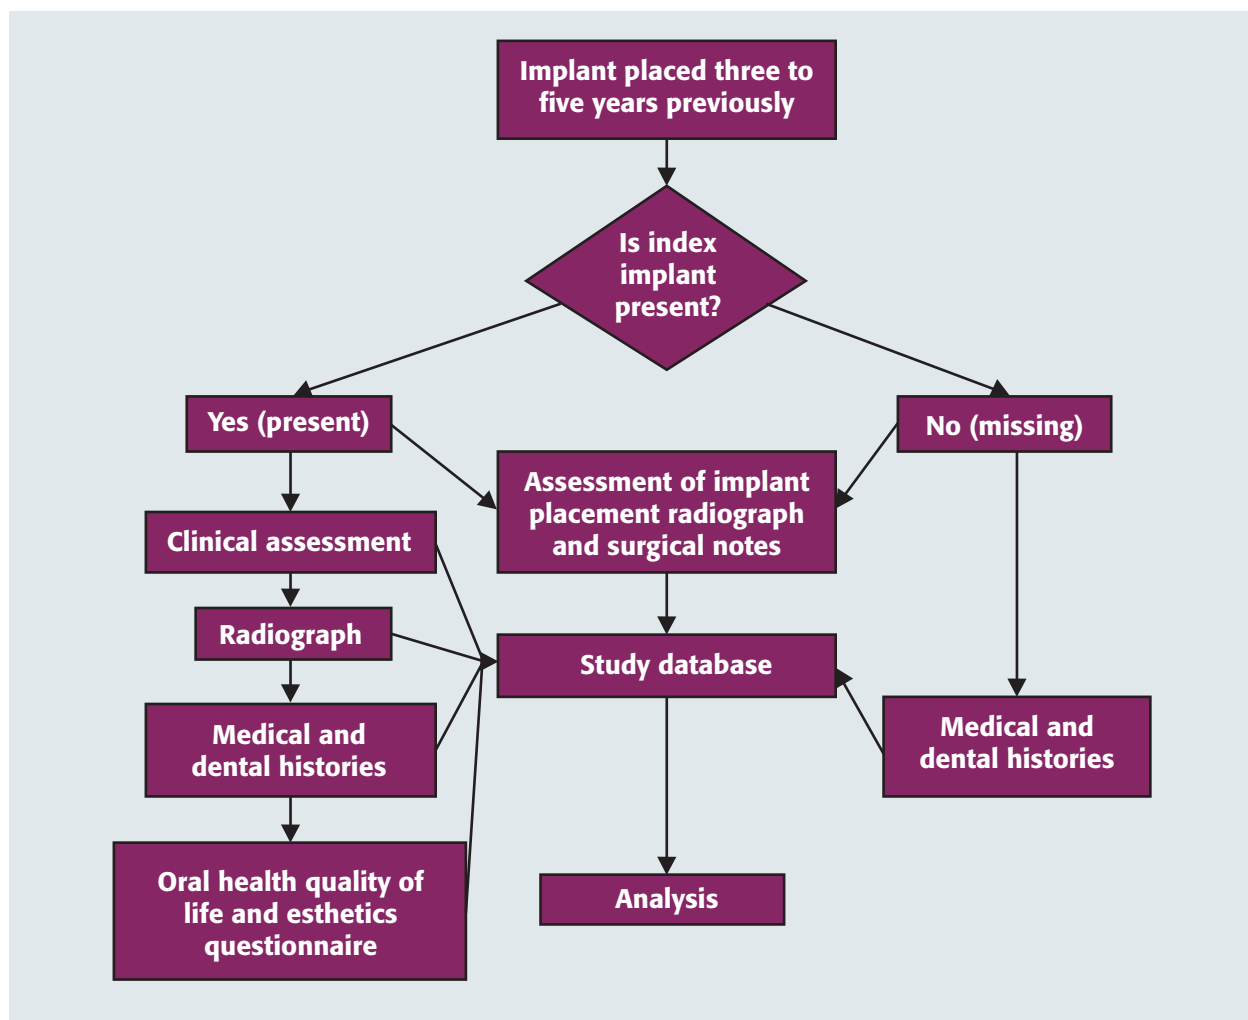 Implant placed three to
five years previously
Is index
implant
present?
Yes (present)
No (missing)
Assessment of implant
placement radiograph
and surgical notes
Clinical assessment
Radiograph
Study database
Medical and
dental histories
Medical and
dental histories
Oral health quality of
life and esthetics
questionnaire
Analysis